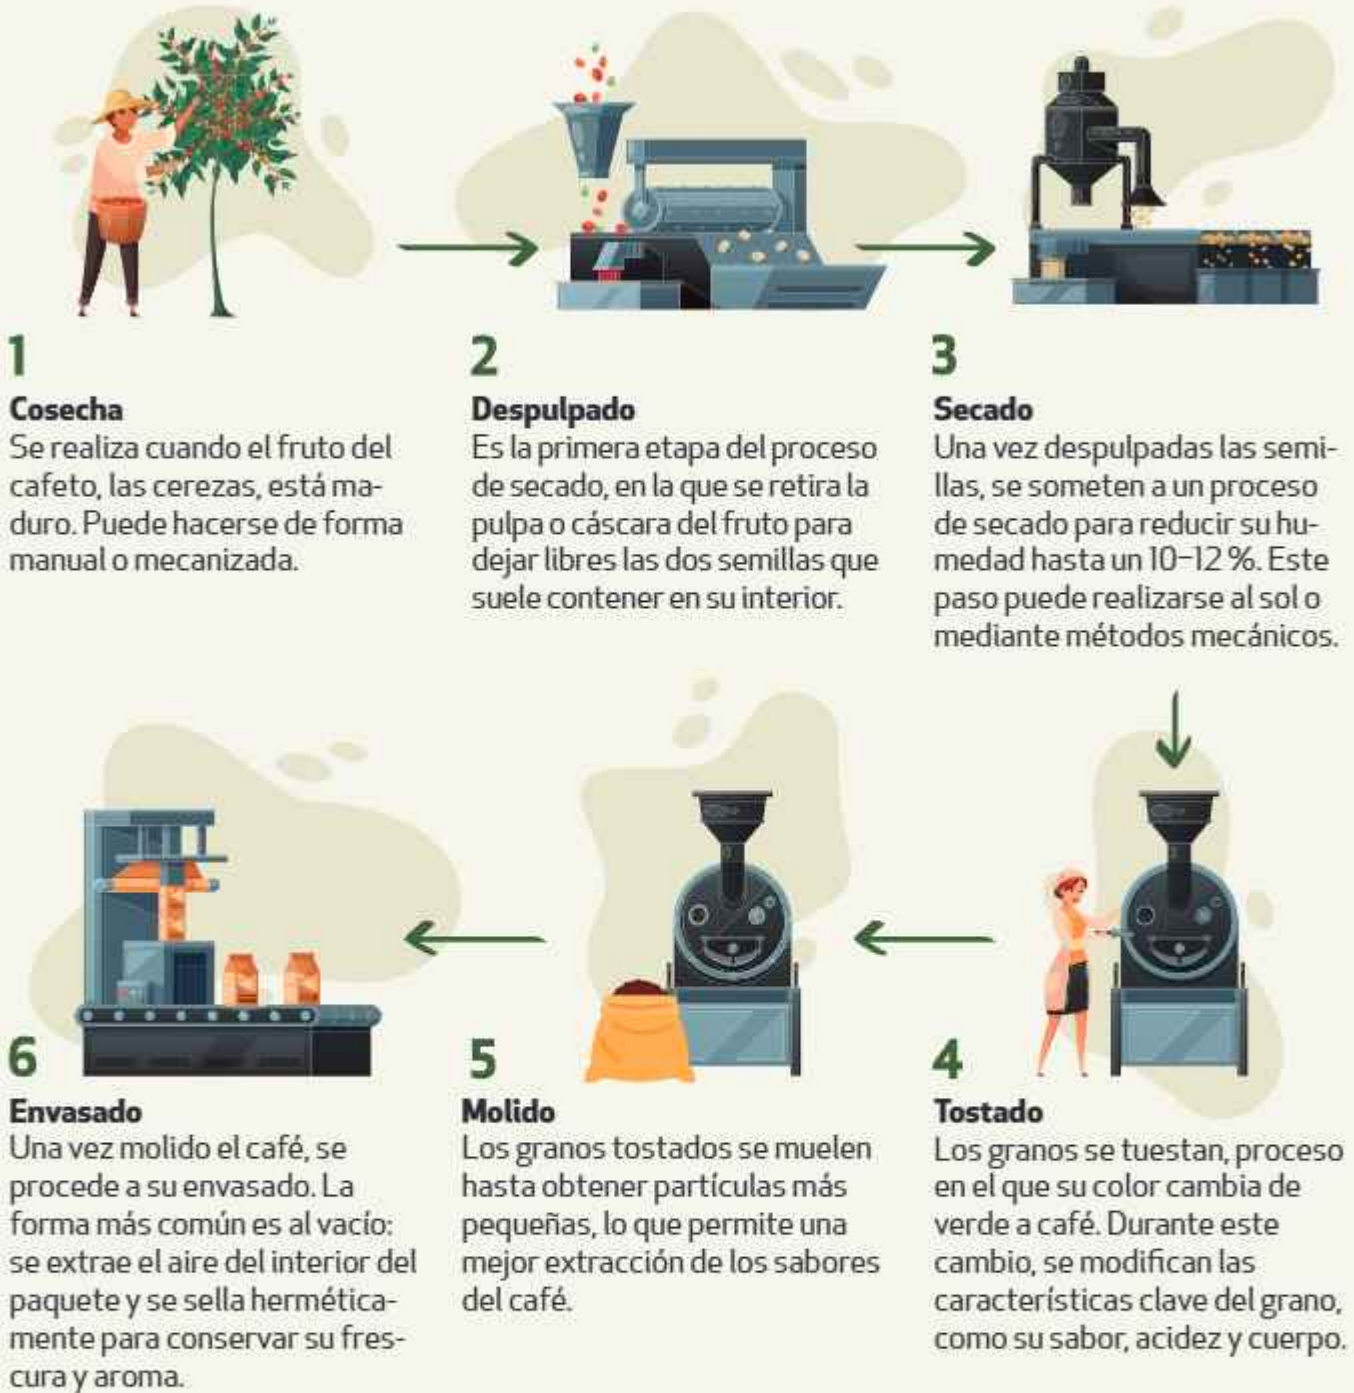 1
Cosecha
Se realiza cuando el fruto del
cafeto, las cerezas, está ma-
duro. Puede hacerse de forma
manual o mecanizada.
2
Despulpado
Es la primera etapa del proceso
de secado, en la que se retira la
pulpa o cáscara del fruto para
dejar libres las dos semillas que
suele contener en su interior.
3
Secado
Una vez despulpadas las semi-
llas, se someten a un proceso
de secado para reducir su hu-
medad hasta un 10–12 %. Este
paso puede realizarse al sol o
mediante métodos mecánicos.
4
Tostado
Los granos se tuestan, proceso
en el que su color cambia de
verde a café. Durante este
cambio, se modifican las
características clave del grano,
como su sabor, acidez y cuerpo.
5
Molido
Los granos tostados se muelen
hasta obtener partículas más
pequeñas, lo que permite una
mejor extracción de los sabores
del café.
6
Envasado
Una vez molido el café, se
procede a su envasado. La
forma más común es al vacío:
se extrae el aire del interior del
paquete y se sella hermética-
mente para conservar su fres-
cura y aroma.